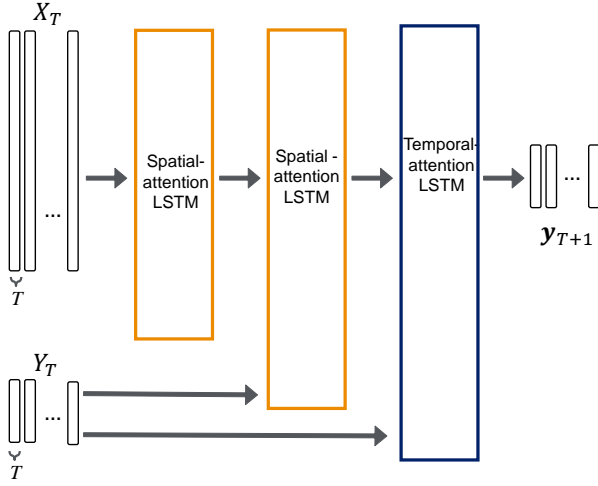 X_T
...
T
Spatial-
attention
LSTM
Spatial -
attention
LSTM
Temporal-
attention
LSTM
...
y_{T+1}
Y_T
...
T